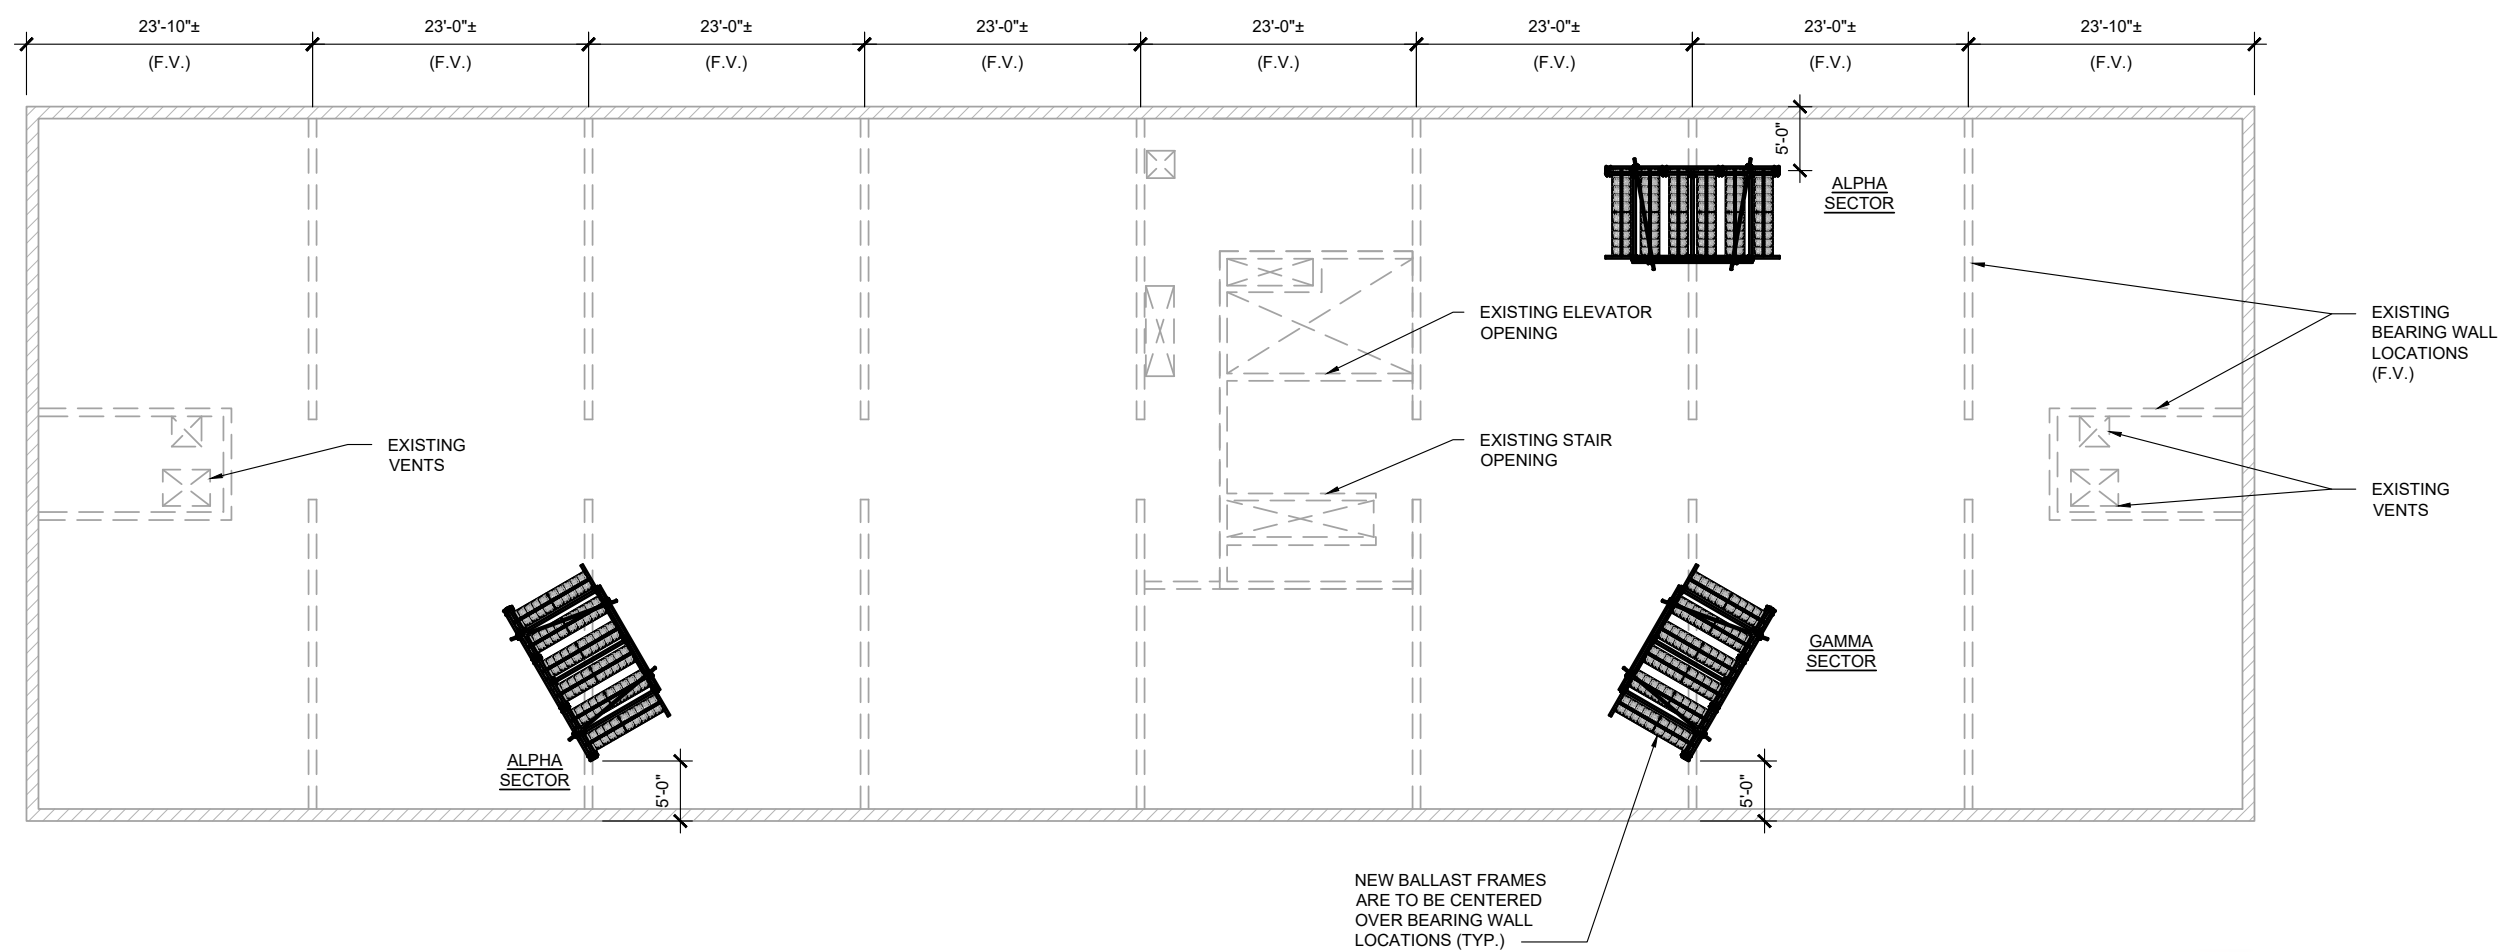 23'-10"±
23'-0"±
23'-0"±
23'-0"±
23'-0"±
23'-0"±
23'-0"±
23'-10"±
(F.V.)
(F.V.)
(F.V.)
(F.V.)
(F.V.)
(F.V.)
(F.V.)
(F.V.)
5'-0"
ALPHA
SECTOR
EXISTING ELEVATOR
OPENING
EXISTING
BEARING WALL
LOCATIONS
(F.V.)
EXISTING
VENTS
EXISTING STAIR
OPENING
EXISTING
VENTS
GAMMA
SECTOR
ALPHA
SECTOR
5'-0"
5'-0"
NEW BALLAST FRAMES
ARE TO BE CENTERED
OVER BEARING WALL
LOCATIONS (TYP.)